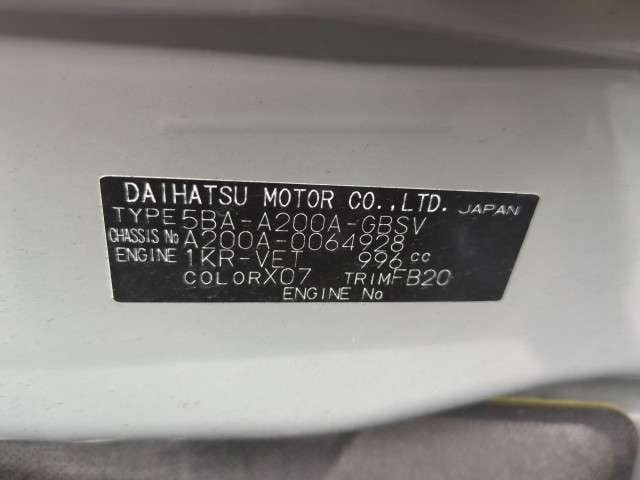 DAIHATSU MOTOR CO.,LTD. JAPAN
TYPE 5BA-A200A-GBSV
CHASSIS No A200A-0064928
ENGINE 1KR-VET 996 cc
COLOR X07 TRIM FB20
ENGINE No